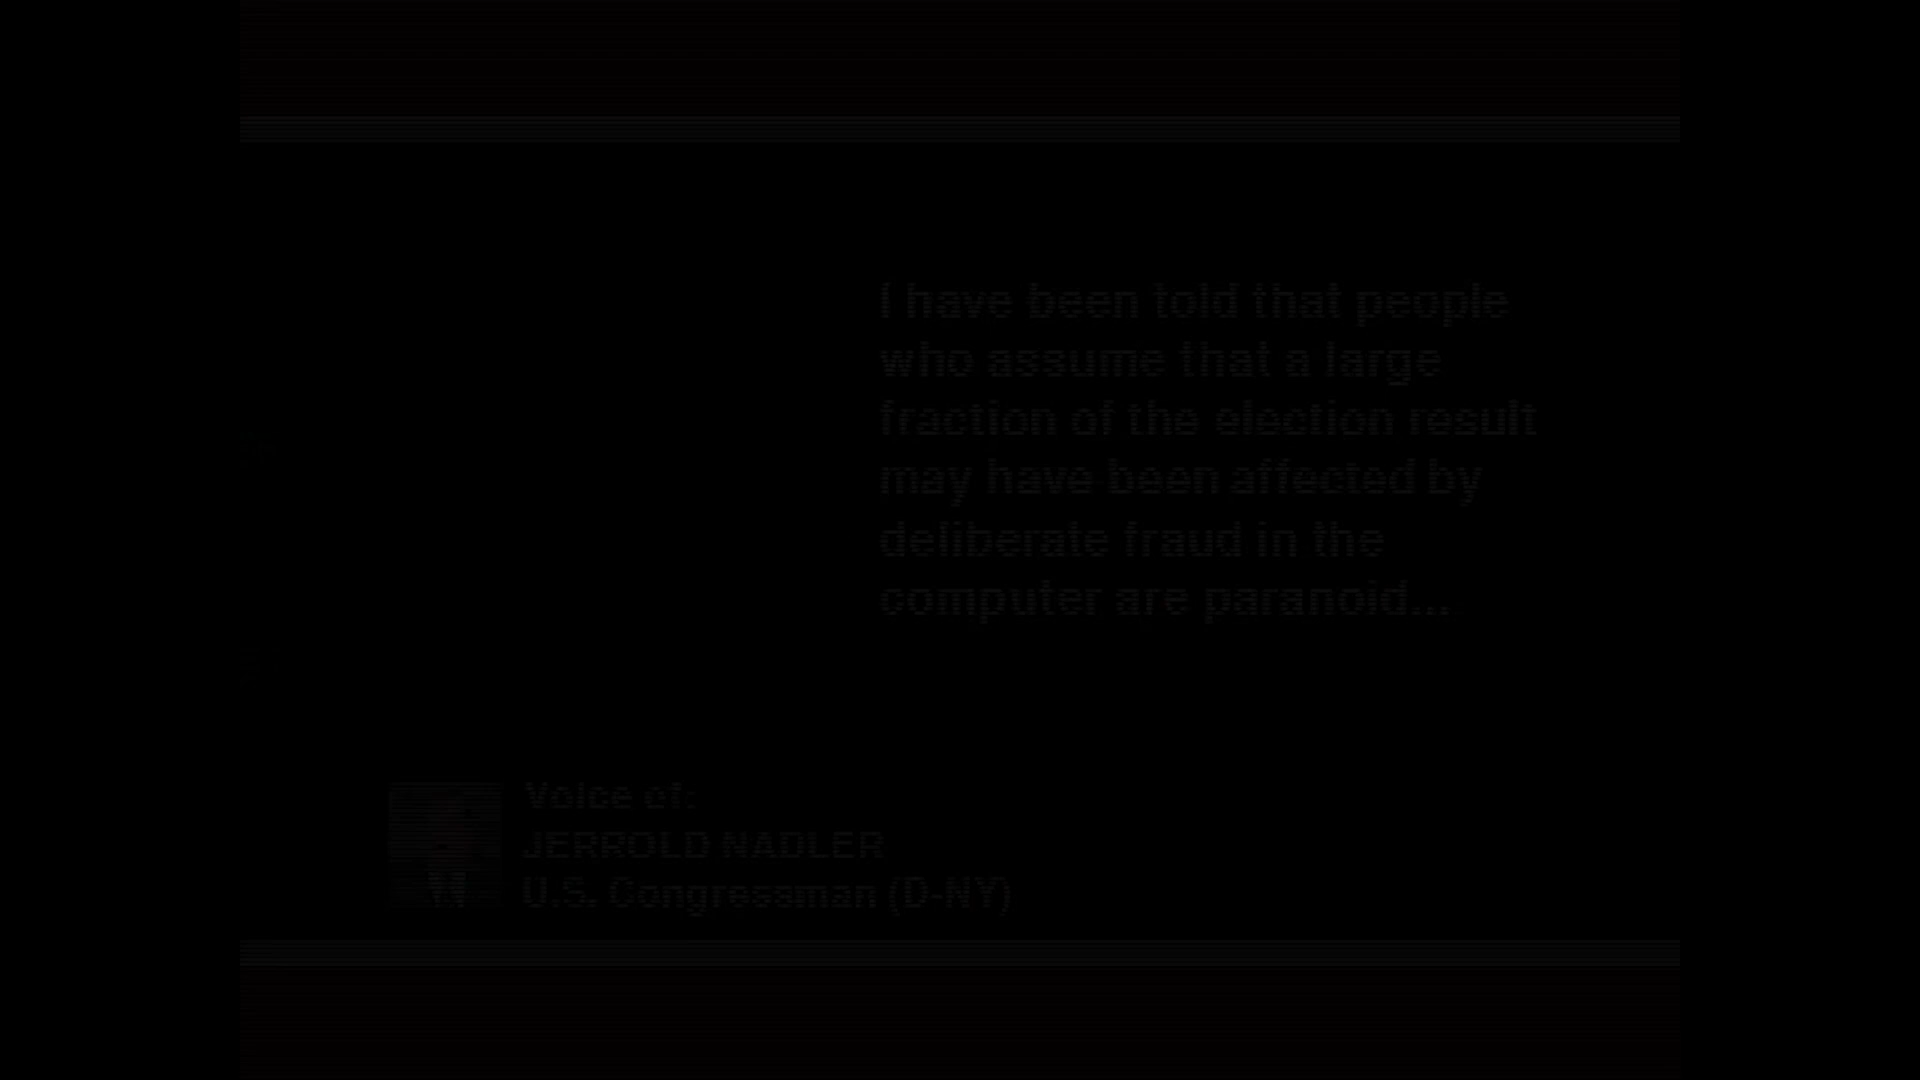 I have been told that people
who assume that a large
fraction of the election result
may have been affected by
deliberate fraud in the
computer are paranoid...
Voice of:
JERROLD NADLER
U.S. Congressman (D-NY)